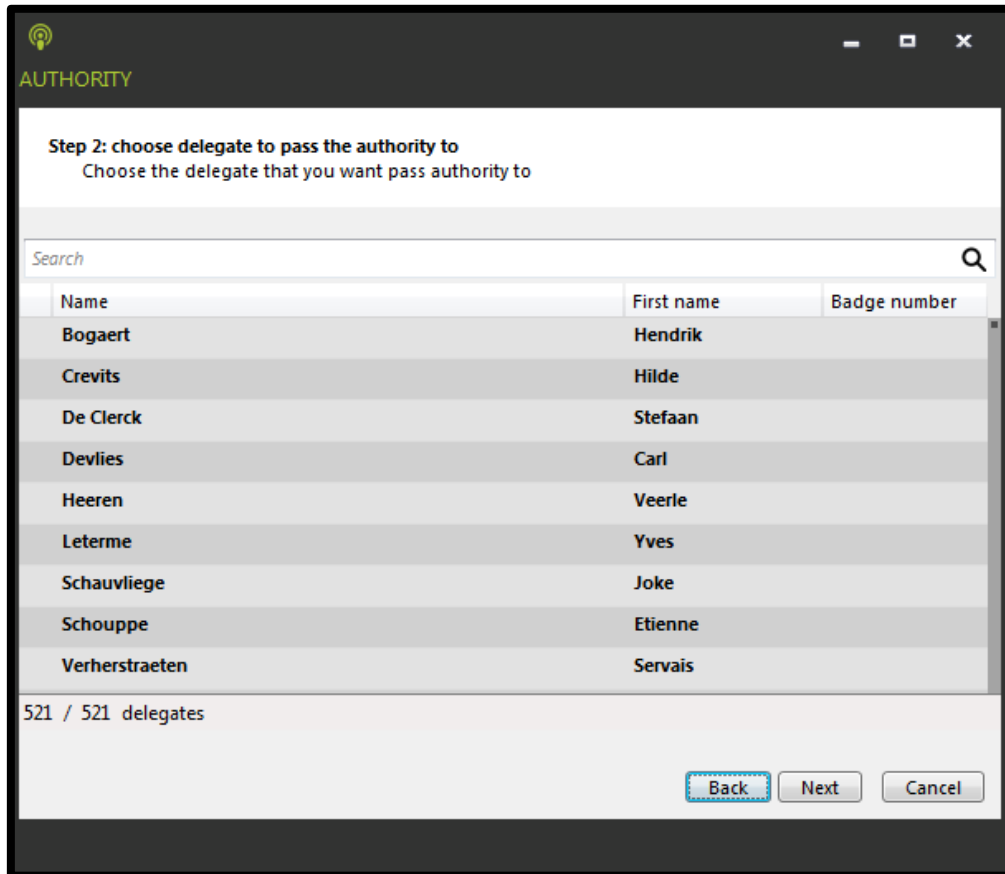 AUTHORITY
Step 2: choose delegate to pass the authority to
Choose the delegate that you want pass authority to
Search
Name First name Badge number
Bogaert Hendrik
Crevits Hilde
De Clerck Stefaan
Devlies Carl
Heeren Veerle
Leterme Yves
Schauvliege Joke
Schouppe Etienne
Verherstraeten Servais
521 / 521 delegates
Back Next Cancel